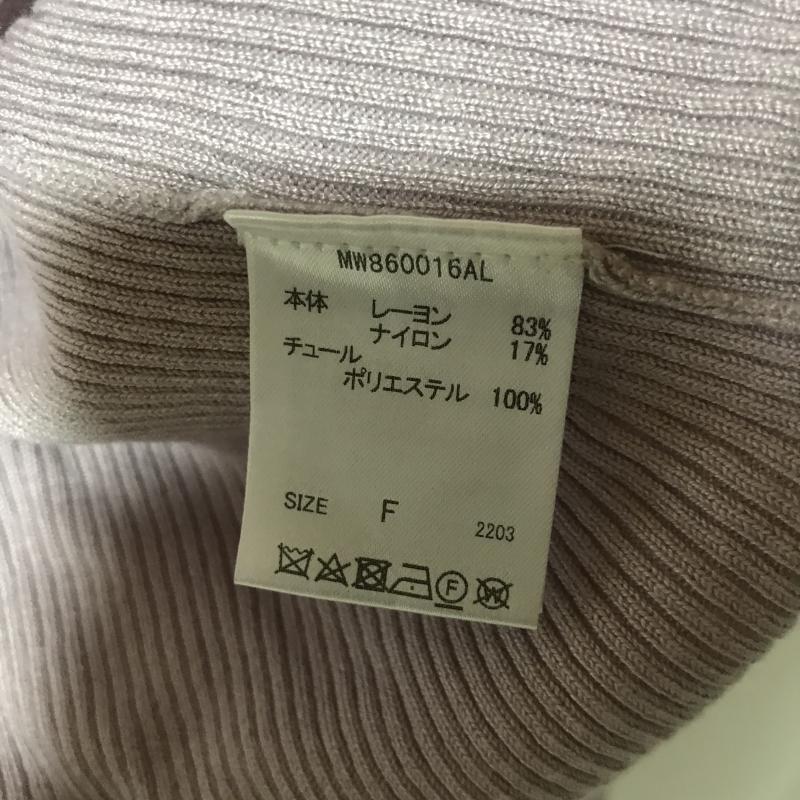 MW860016AL
本体 レーヨン 83%
ナイロン 17%
チュール
ポリエステル 100%
SIZE F 2203
F W